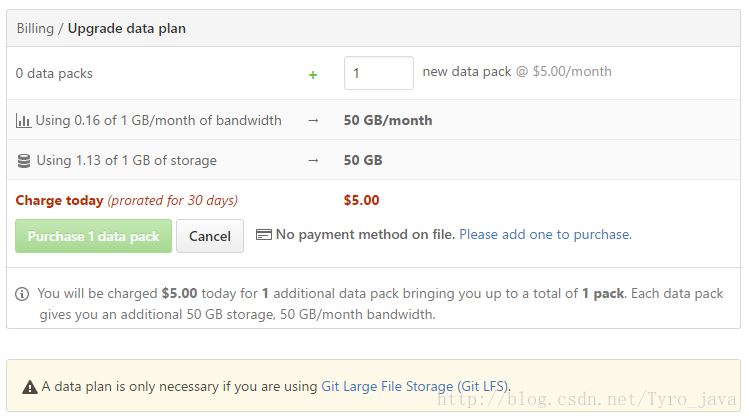 Billing / Upgrade data plan
0 data packs + 1 new data pack @ $5.00/month
Using 0.16 of 1 GB/month of bandwidth → 50 GB/month
Using 1.13 of 1 GB of storage → 50 GB
Charge today (prorated for 30 days) $5.00
Purchase 1 data pack Cancel No payment method on file. Please add one to purchase.
You will be charged $5.00 today for 1 additional data pack bringing you up to a total of 1 pack. Each data pack
gives you an additional 50 GB storage, 50 GB/month bandwidth.
A data plan is only necessary if you are using Git Large File Storage (Git LFS).
http://blog.csdn.net/Tyro_java